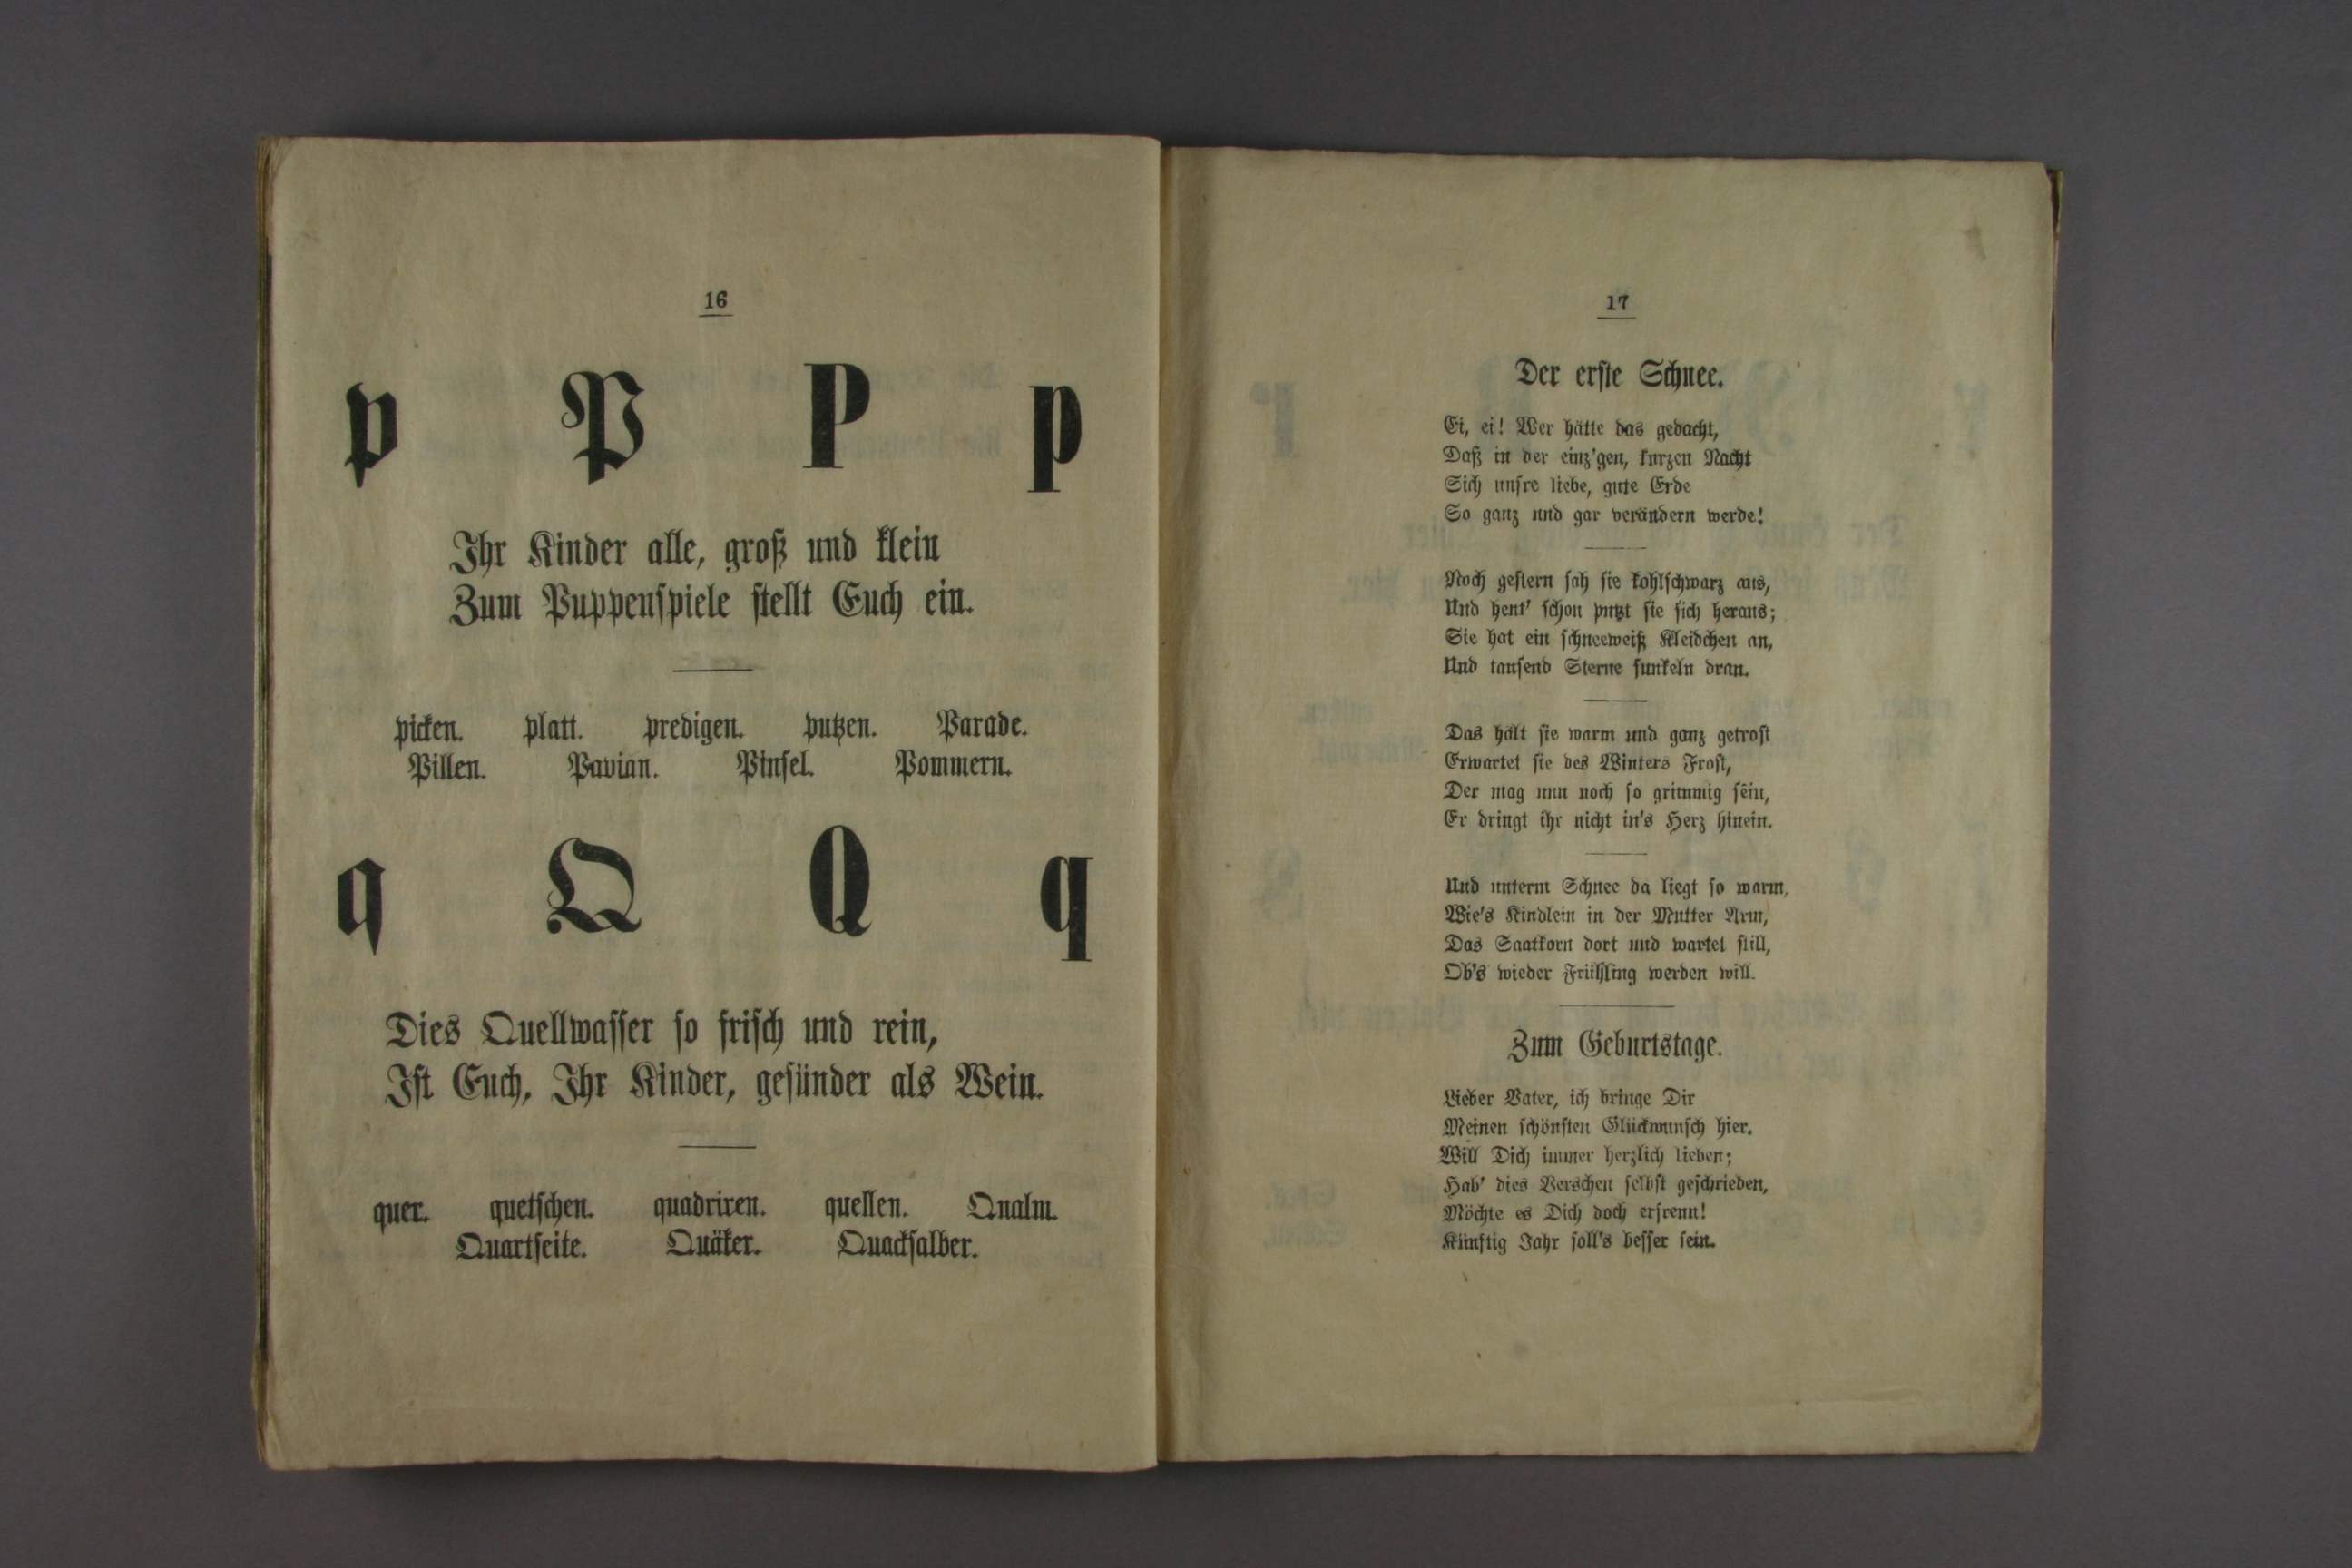 16
p P P p
Ihr Kinder alle, groß und klein
Zum Puppenspiele stellt Euch ein.
picken. platt. predigen. putzen. Parade.
Pillen. Pavian. Pinsel. Pommern.
q Q Q q
Dies Quellwasser so frisch und rein,
Ist Euch, Ihr Kinder, gesünder als Wein.
quer. quetschen. quadriren. quellen. Qualm.
Quartseite. Quäker. Quacksalber.
17
Der erste Schnee.
Ei, ei! Wer hätte das gedacht,
Daß in der einz'gen, kurzen Nacht
Sich unsre liebe, gute Erde
So ganz und gar verändern werde!
Noch gestern sah sie kohlschwarz aus,
Und heut' schon putzt sie sich heraus;
Sie hat ein schneeweiß Kleidchen an,
Und tausend Sterne funkeln dran.
Das hält sie warm und ganz getrost
Erwartet sie des Winters Frost,
Der mag nun noch so grimmig sein,
Er dringt ihr nicht in's Herz hinein.
Und unterm Schnee da liegt so warm,
Wie's Kindlein in der Mutter Arm,
Das Saatkorn dort und wartet still,
Ob's wieder Frühling werden will.
Zum Geburtstage.
Lieber Vater, ich bringe Dir
Meinen schönsten Glückwunsch hier.
Will Dich immer herzlich lieben;
Hab' dies Verschen selbst geschrieben,
Möchte es Dich doch erfreun!
Künftig Jahr soll's besser sein.